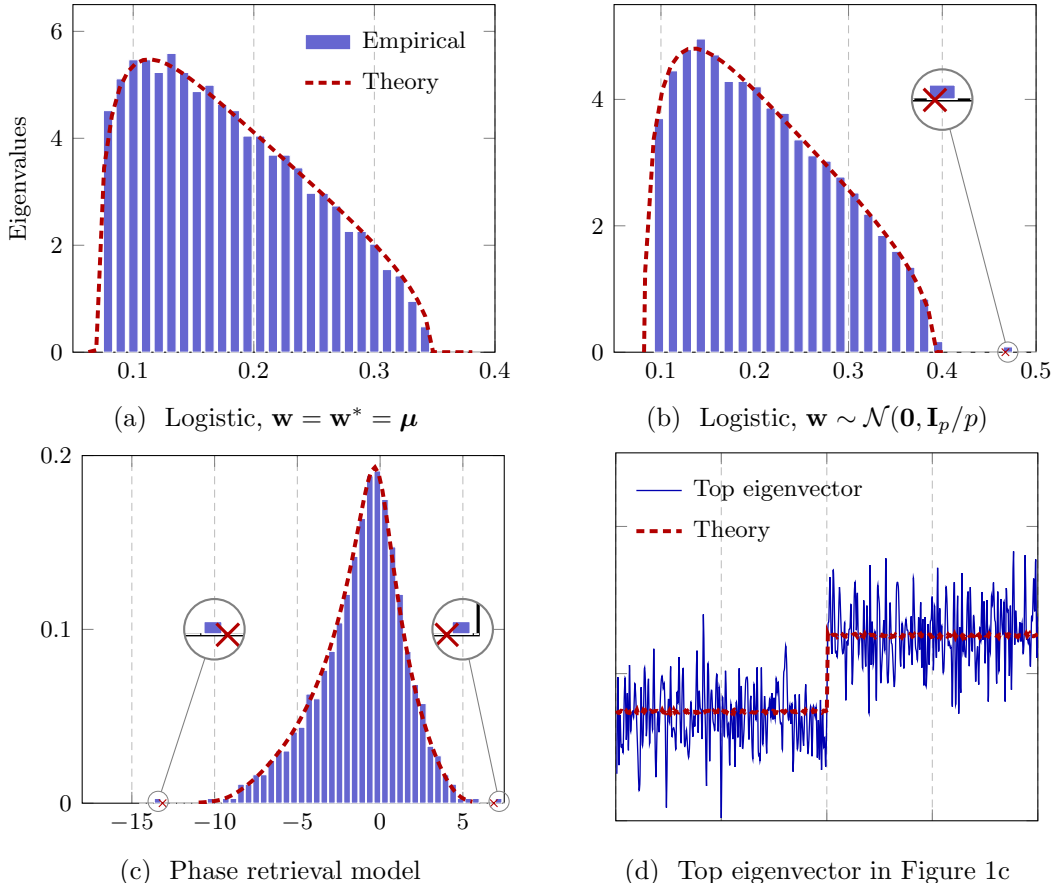 6
4
2
0
Eigenvalues
Empirical
Theory
0.1 0.2 0.3 0.4
(a) Logistic, w = w* = μ
4
2
0
0.1 0.2 0.3 0.4 0.5
(b) Logistic, w ∼ N(0, I_p/p)
0.2
0.1
0
−15 −10 −5 0 5
(c) Phase retrieval model
Top eigenvector
Theory
(d) Top eigenvector in Figure 1c